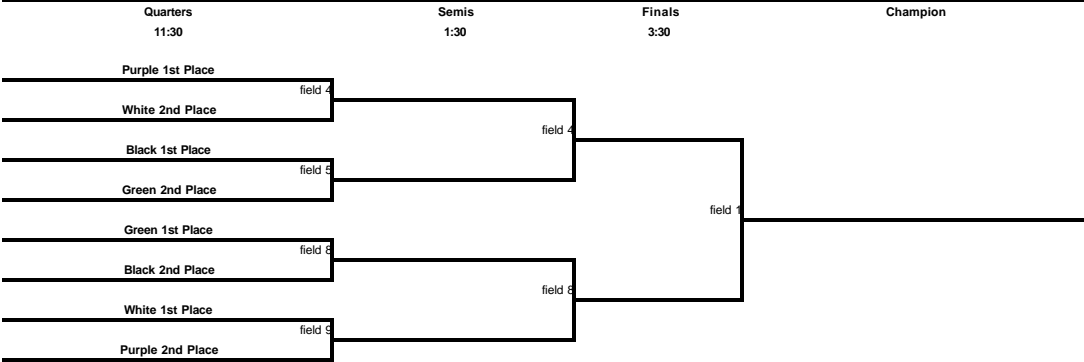 Quarters Semis Finals Champion
11:30 1:30 3:30
Purple 1st Place
field 4
White 2nd Place
field 4
Black 1st Place
field 5
Green 2nd Place
field 1
Green 1st Place
field 8
Black 2nd Place
field 8
White 1st Place
field 9
Purple 2nd Place